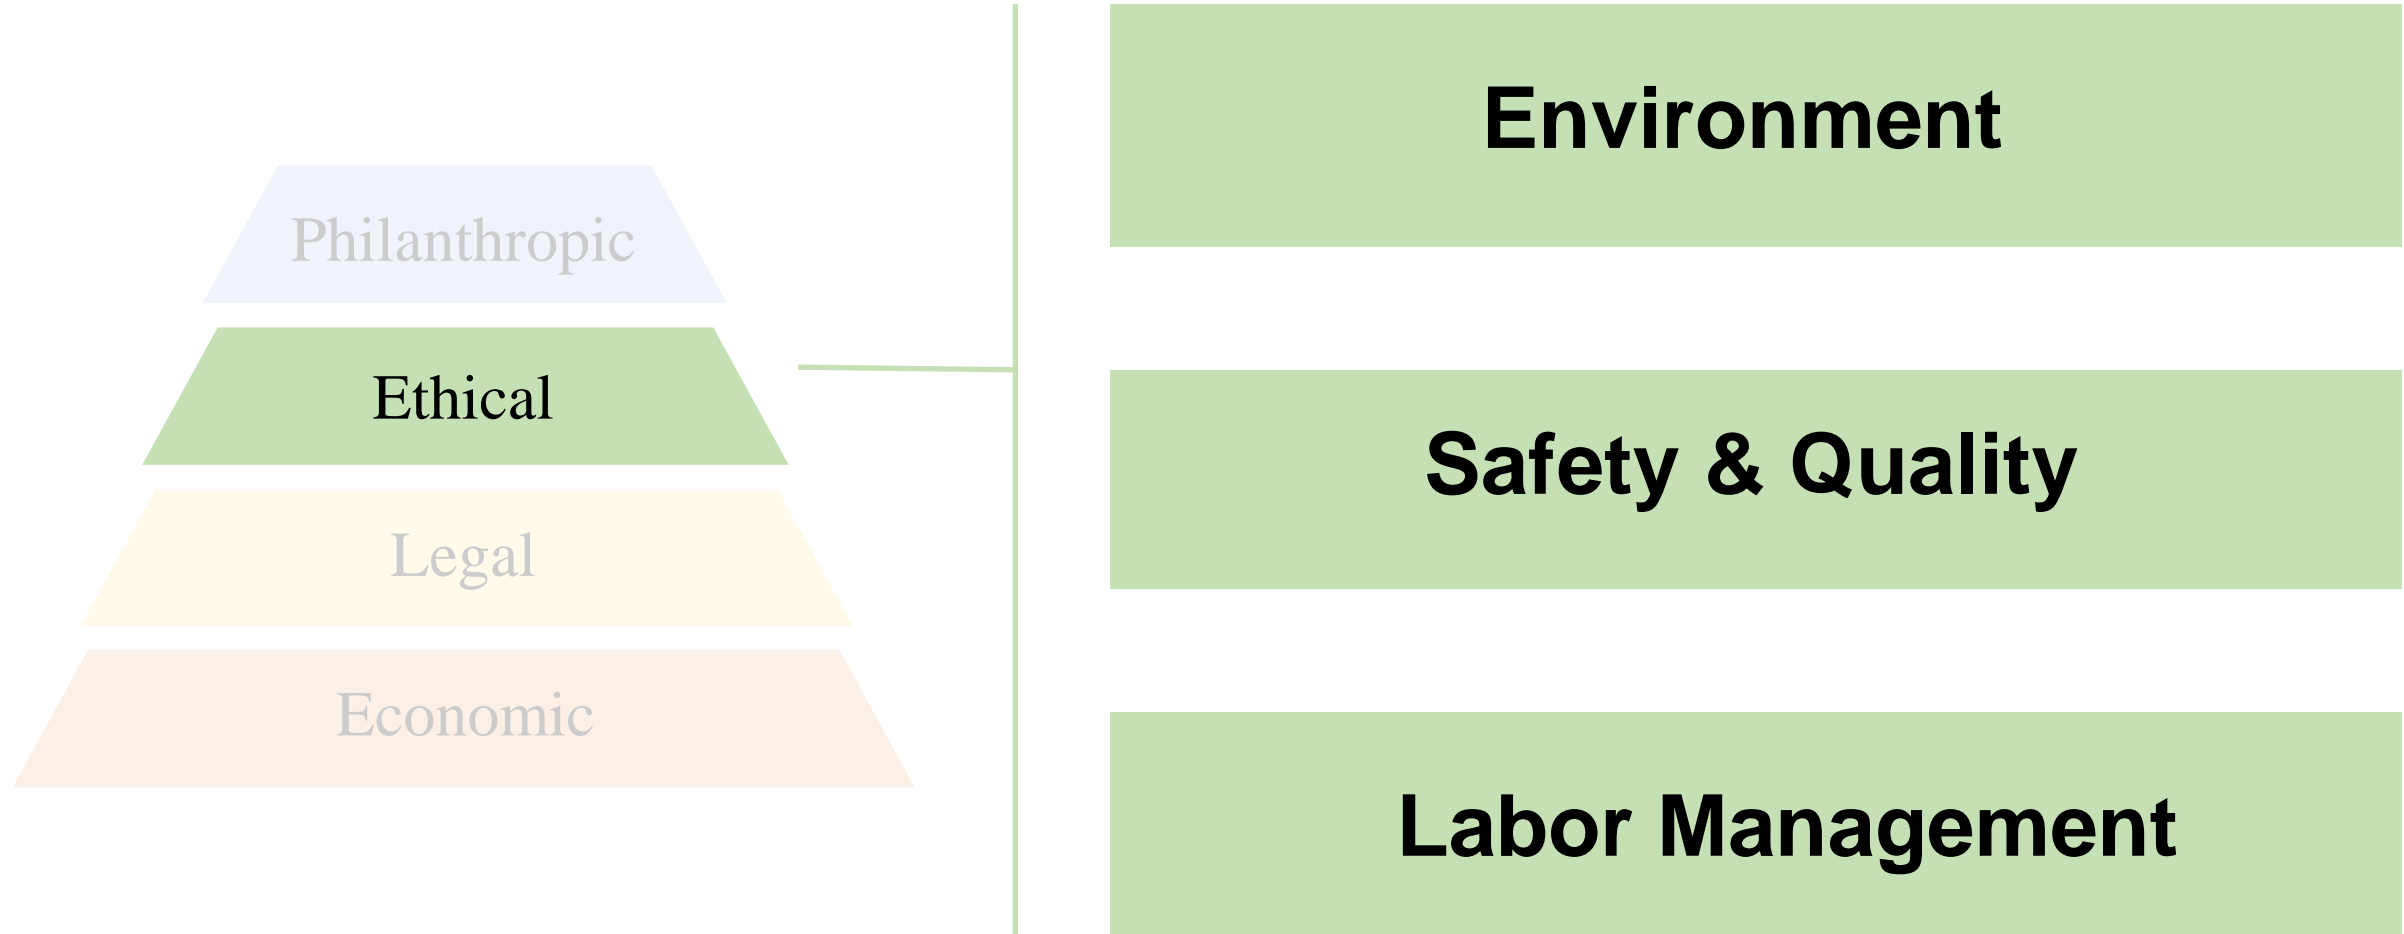 Philanthropic
Ethical
Legal
Economic
Environment
Safety & Quality
Labor Management